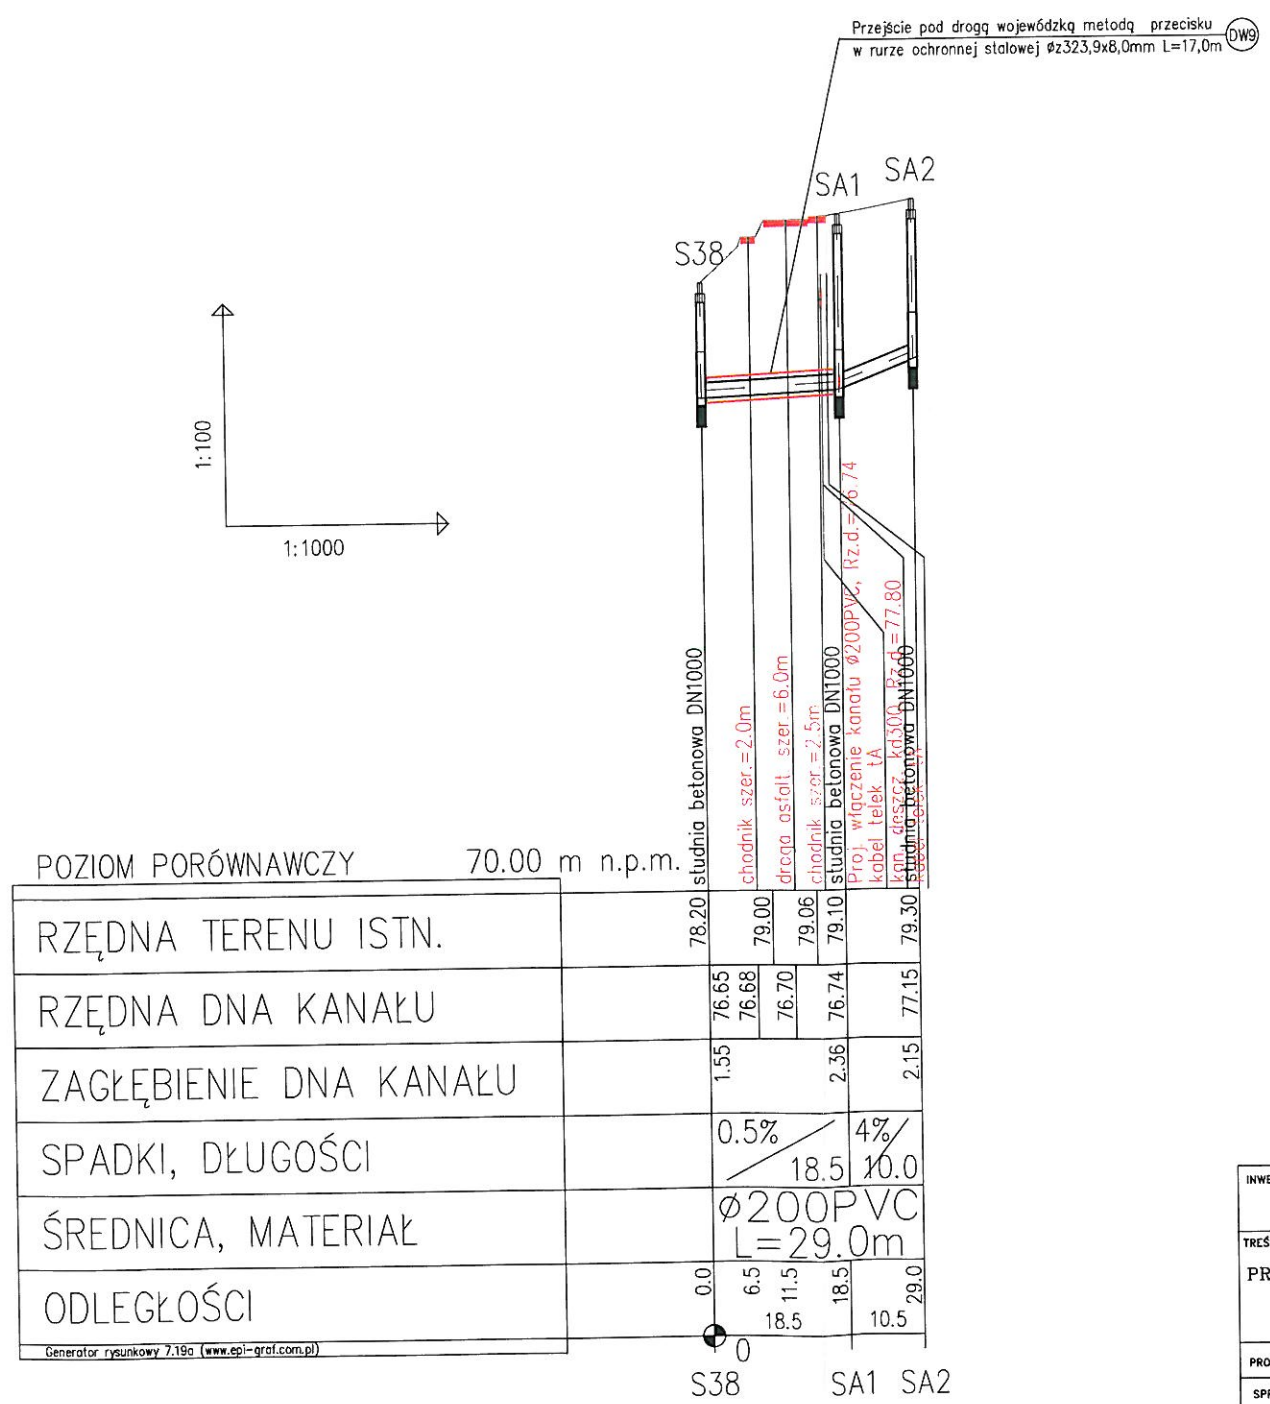 Przejście pod drogą wojewódzką metodą przecisku
w rurze ochronnej stalowej øz323,9x8,0mm L=17,0m
DW9
SA2
SA1
S38
1:100
1:1000
studnia betonowa DN1000
chodnik szer.=2.0m
droga asfalt szer.=6.0m
chodnik szer.=2.5m
studnia betonowa DN1000
Proj. włączenie kanału ø200PVC, Rz.d.=76.74
kabel telek tA
kan. deszcz. kd300 Rz.d=77.80
studnia betonowa DN1000
kabel telek tA
POZIOM PORÓWNAWCZY 70.00 m n.p.m.
RZĘDNA TERENU ISTN. 78.20 79.00 79.06 79.10 79.30
RZĘDNA DNA KANAŁU 76.65 76.68 76.70 76.74 77.15
ZAGŁĘBIENIE DNA KANAŁU 1.55 2.36 2.15
SPADKI, DŁUGOŚCI 0.5% 18.5 4% 10.0
ŚREDNICA, MATERIAŁ ø200PVC
L=29.0m
ODLEGŁOŚCI 0.0 6.5 11.5 18.5 29.0
18.5 10.5
Generator rysunkowy 7.19a (www.epi-graf.com.pl)
0
S38 SA1 SA2
INWE
TREŚ
PR
PRO
SPR